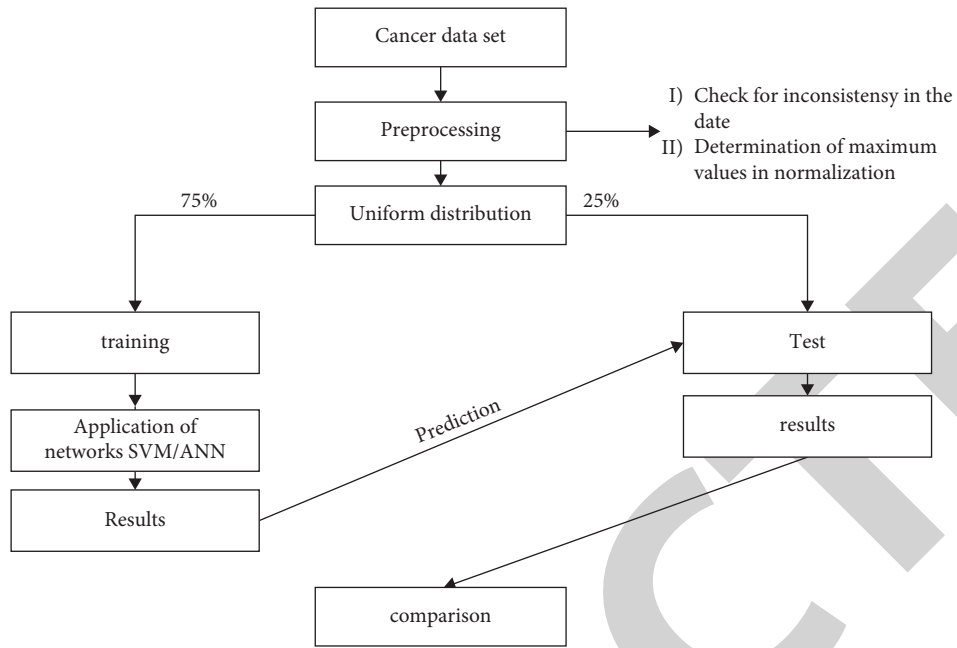 Cancer data set
Preprocessing
I) Check for inconsistensy in the
date
II) Determination of maximum
values in normalization
75%
Uniform distribution
25%
training
Test
Application of
networks SVM/ANN
Prediction
results
Results
comparison